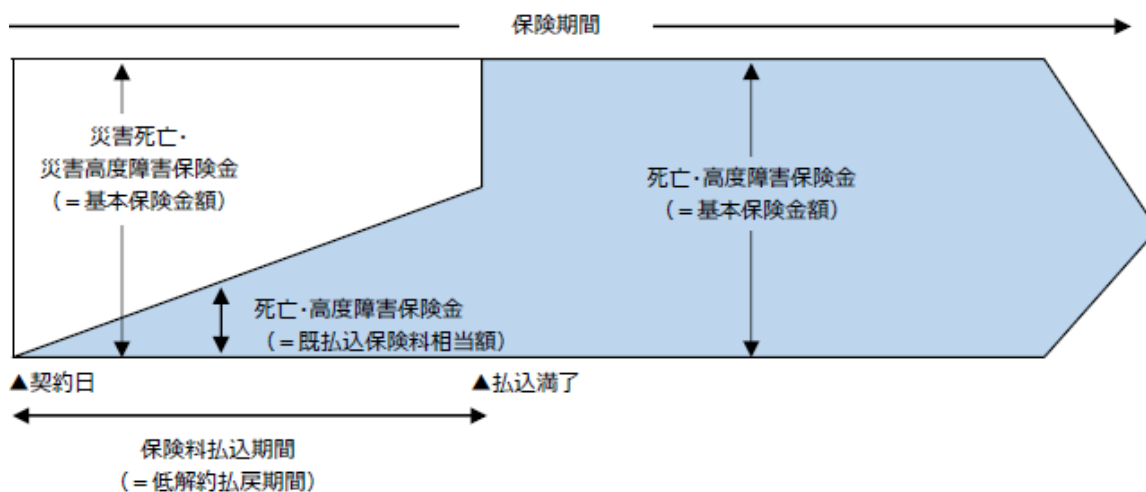 保険期間
災害死亡・
災害高度障害保険金
（＝基本保険金額）
死亡・高度障害保険金
（＝基本保険金額）
死亡・高度障害保険金
（＝既払込保険料相当額）
▲契約日
▲払込満了
保険料払込期間
（＝低解約払戻期間）